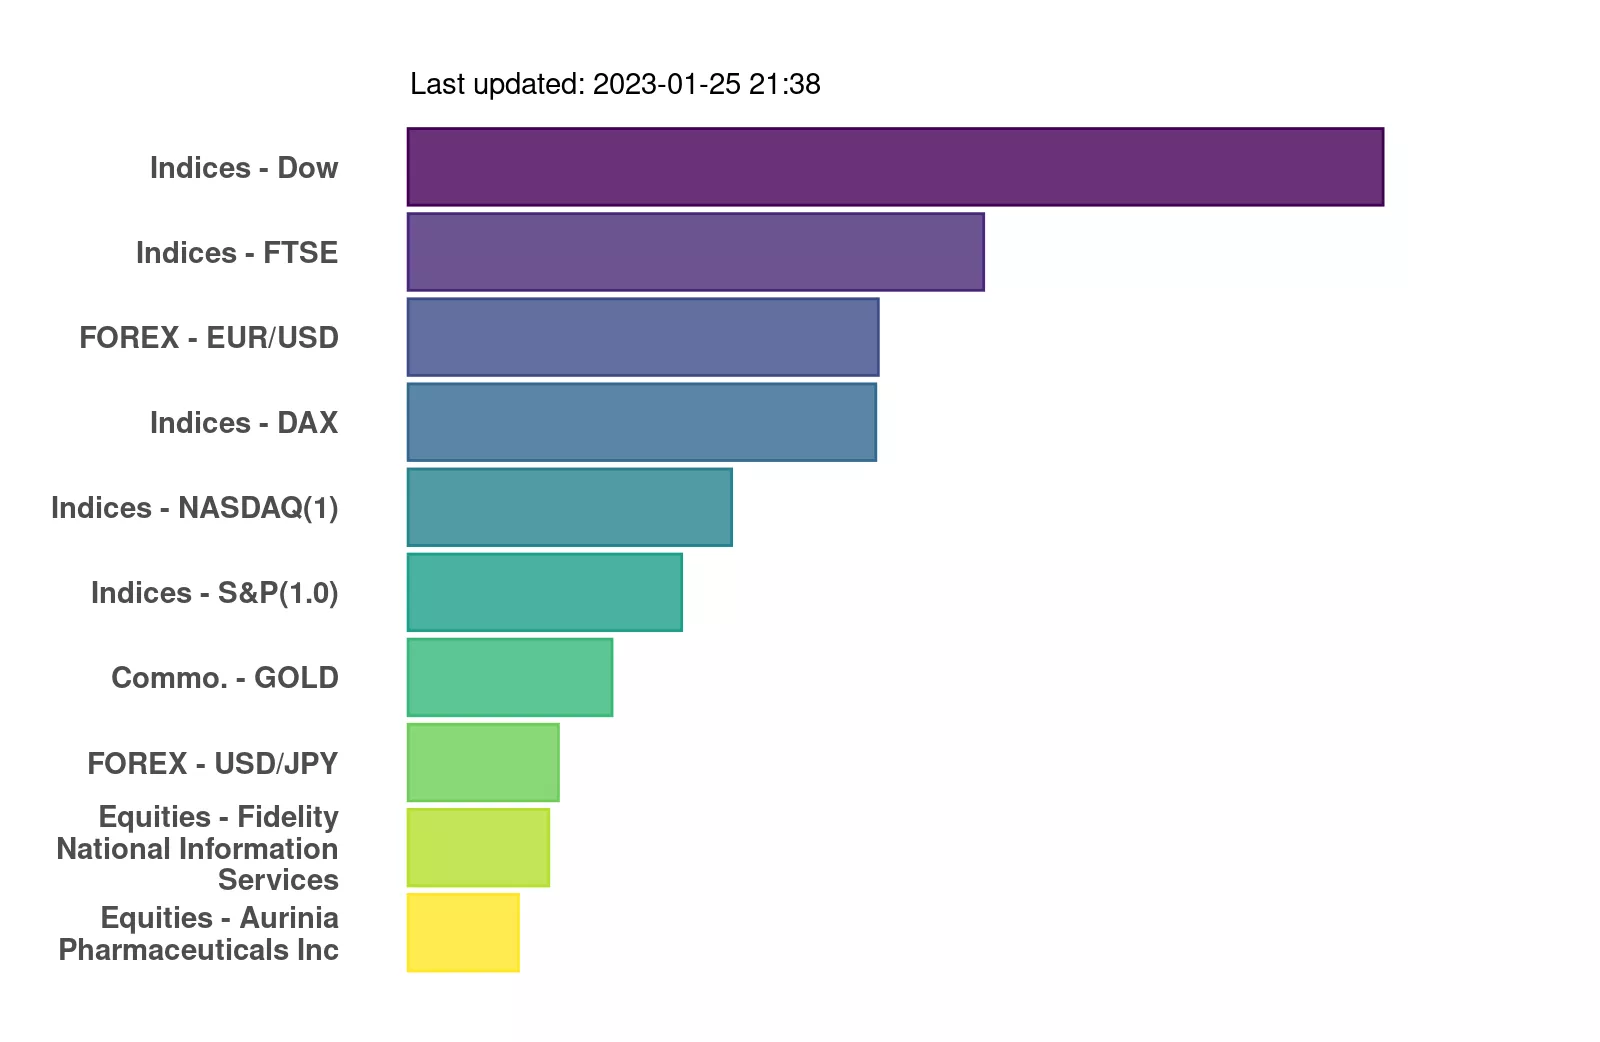 Last updated: 2023-01-25 21:38
Indices - Dow
Indices - FTSE
FOREX - EUR/USD
Indices - DAX
Indices - NASDAQ(1)
Indices - S&P(1.0)
Commo. - GOLD
FOREX - USD/JPY
Equities - Fidelity
National Information
Services
Equities - Aurinia
Pharmaceuticals Inc